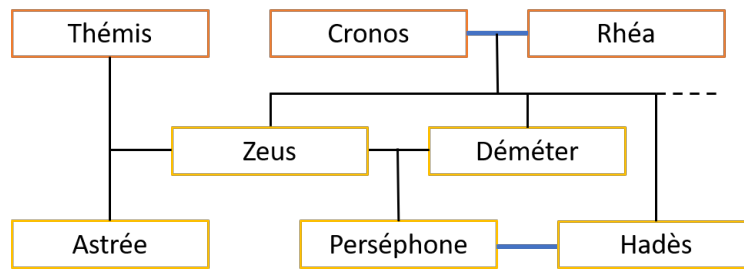 Thémis
Cronos
Rhéa
Zeus
Déméter
Astrée
Perséphone
Hadès